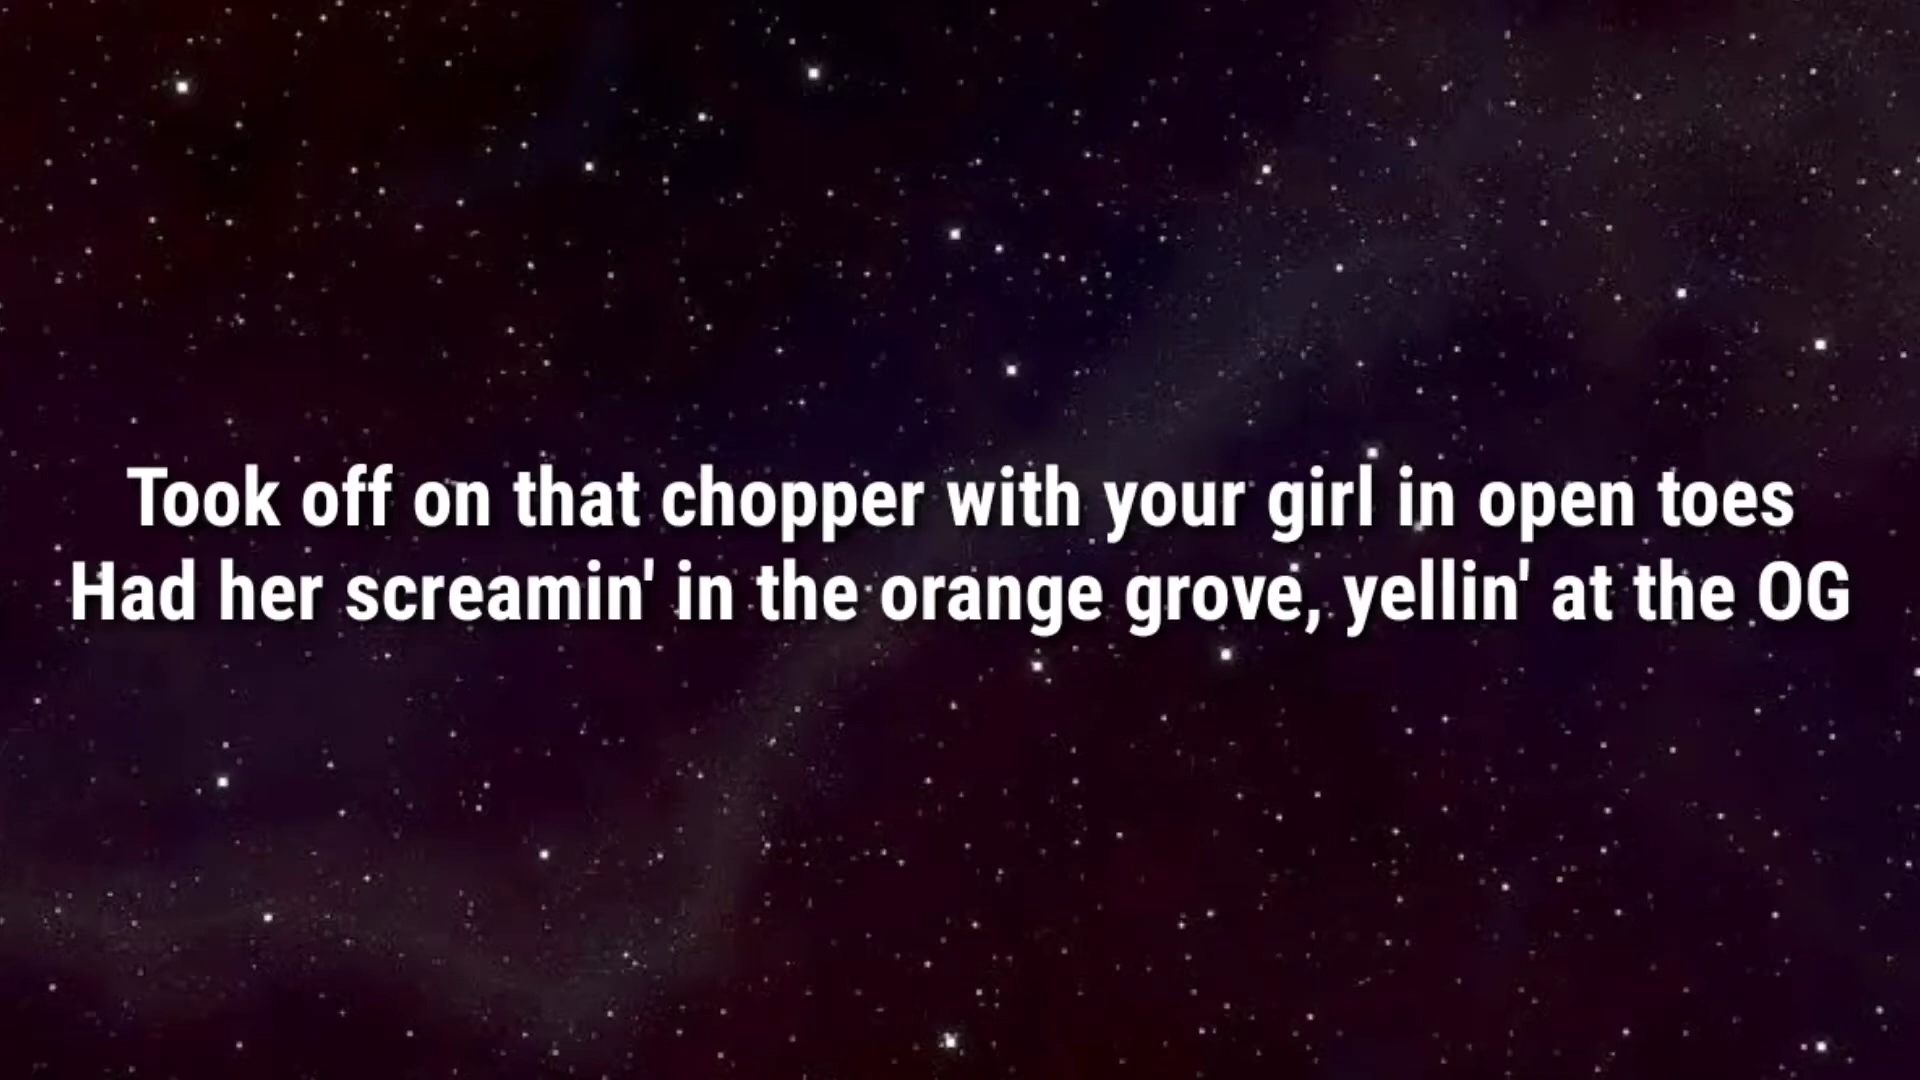 Took off on that chopper with your girl in open toes
Had her screamin' in the orange grove, yellin' at the OG